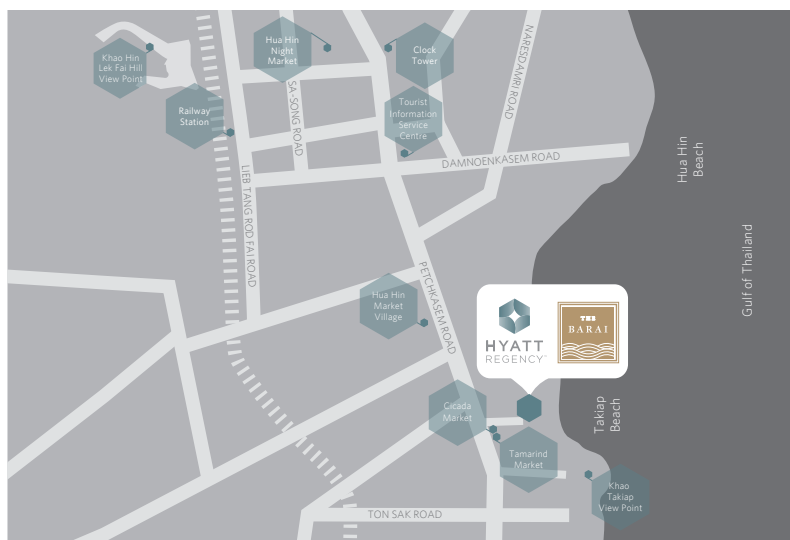 Khao Hin
Lek Fai Hill
View Point
Hua Hin
Night
Market
Clock
Tower
NARESDAMRI ROAD
Railway
Station
SA-SONG ROAD
Tourist
Information
Service
Centre
DAMNOENKASEM ROAD
Hua Hin
Beach
LIEB TANG ROD FAI ROAD
Gulf of Thailand
PETCHKASEM ROAD
Hua Hin
Market
Village
HYATT
REGENCY™
THE
BARAI
Cicada
Market
Takiap
Beach
Tamarind
Market
Khao
Takiap
View Point
TON SAK ROAD